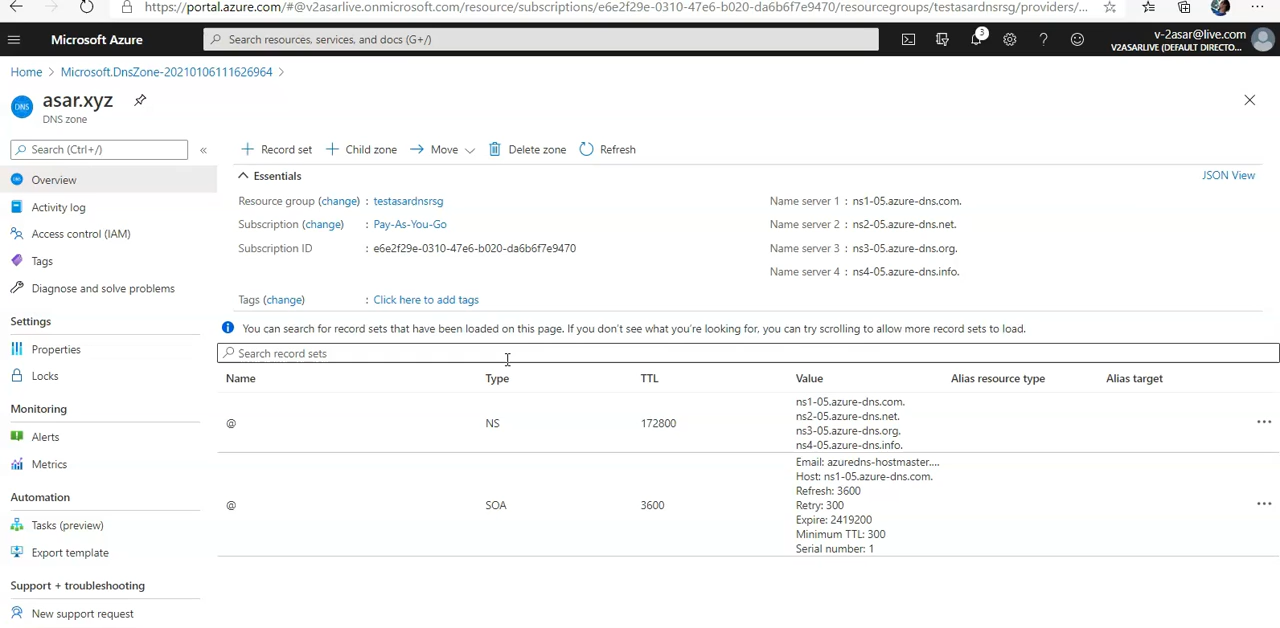 https://portal.azure.com/#@v2asarlive.onmicrosoft.com/resource/subscriptions/e6e2f29e-0310-47e6-b020-da6b6f7e9470/resourcegroups/testasardnsrsg/providers/...
Microsoft Azure
Search resources, services, and docs (G+/)
3
v-2asar@live.com
V2ASARLIVE (DEFAULT DIRECTO...
Home > Microsoft.DnsZone-20210106111626964 >
DNS
asar.xyz
DNS zone
Search (Ctrl+/)
«
Record set
Child zone
Move
Delete zone
Refresh
Overview
Activity log
Access control (IAM)
Tags
Diagnose and solve problems
Settings
Properties
Locks
Monitoring
Alerts
Metrics
Automation
Tasks (preview)
Export template
Support + troubleshooting
New support request
Essentials
JSON View
Resource group (change) : testasardnsrsg
Subscription (change) : Pay-As-You-Go
Subscription ID : e6e2f29e-0310-47e6-b020-da6b6f7e9470
Name server 1 : ns1-05.azure-dns.com.
Name server 2 : ns2-05.azure-dns.net.
Name server 3 : ns3-05.azure-dns.org.
Name server 4 : ns4-05.azure-dns.info.
Tags (change) : Click here to add tags
You can search for record sets that have been loaded on this page. If you don't see what you're looking for, you can try scrolling to allow more record sets to load.
Search record sets
Name Type TTL Value Alias resource type Alias target
@ NS 172800
ns1-05.azure-dns.com.
ns2-05.azure-dns.net.
ns3-05.azure-dns.org.
ns4-05.azure-dns.info.
...
@ SOA 3600
Email: azuredns-hostmaster....
Host: ns1-05.azure-dns.com.
Refresh: 3600
Retry: 300
Expire: 2419200
Minimum TTL: 300
Serial number: 1
...